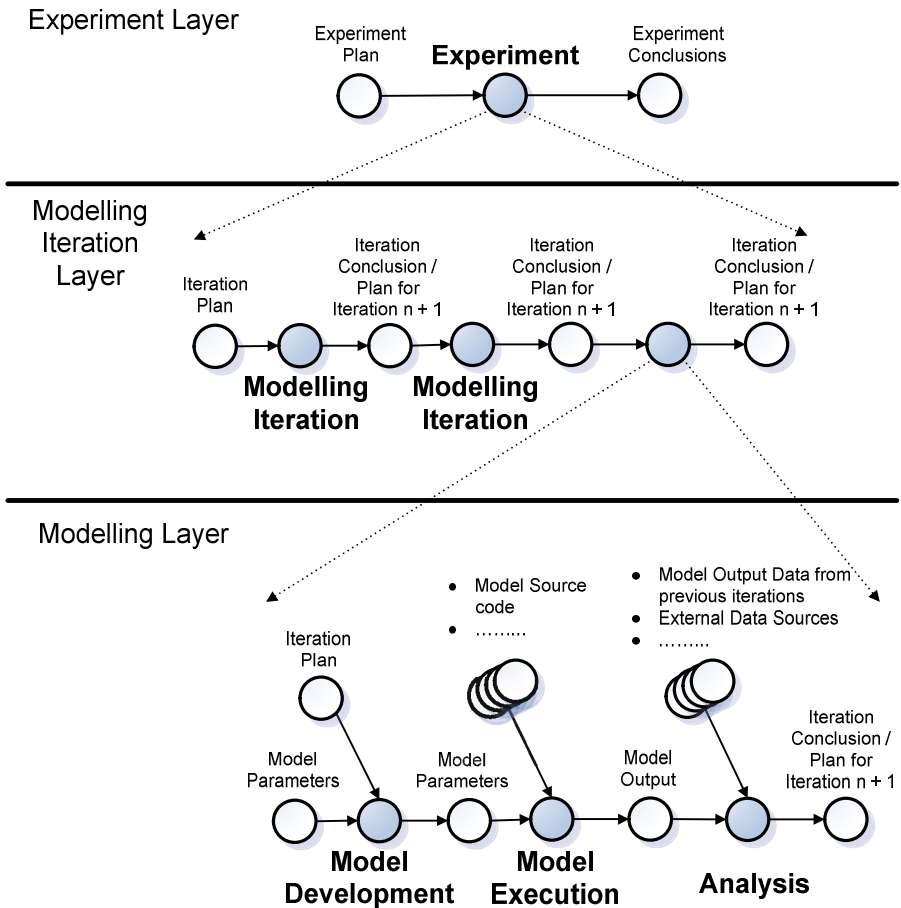 Experiment Layer
Experiment
Plan
Experiment
Experiment
Conclusions
Modelling
Iteration
Layer
Iteration
Plan
Iteration
Conclusion /
Plan for
Iteration n + 1
Iteration
Conclusion /
Plan for
Iteration n + 1
Iteration
Conclusion /
Plan for
Iteration n + 1
Modelling
Iteration
Modelling
Iteration
Modelling Layer
• Model Source
code
• .........
• Model Output Data from
previous iterations
• External Data Sources
• .........
Iteration
Plan
Model
Parameters
Model
Parameters
Model
Output
Iteration
Conclusion /
Plan for
Iteration n + 1
Model
Development
Model
Execution
Analysis